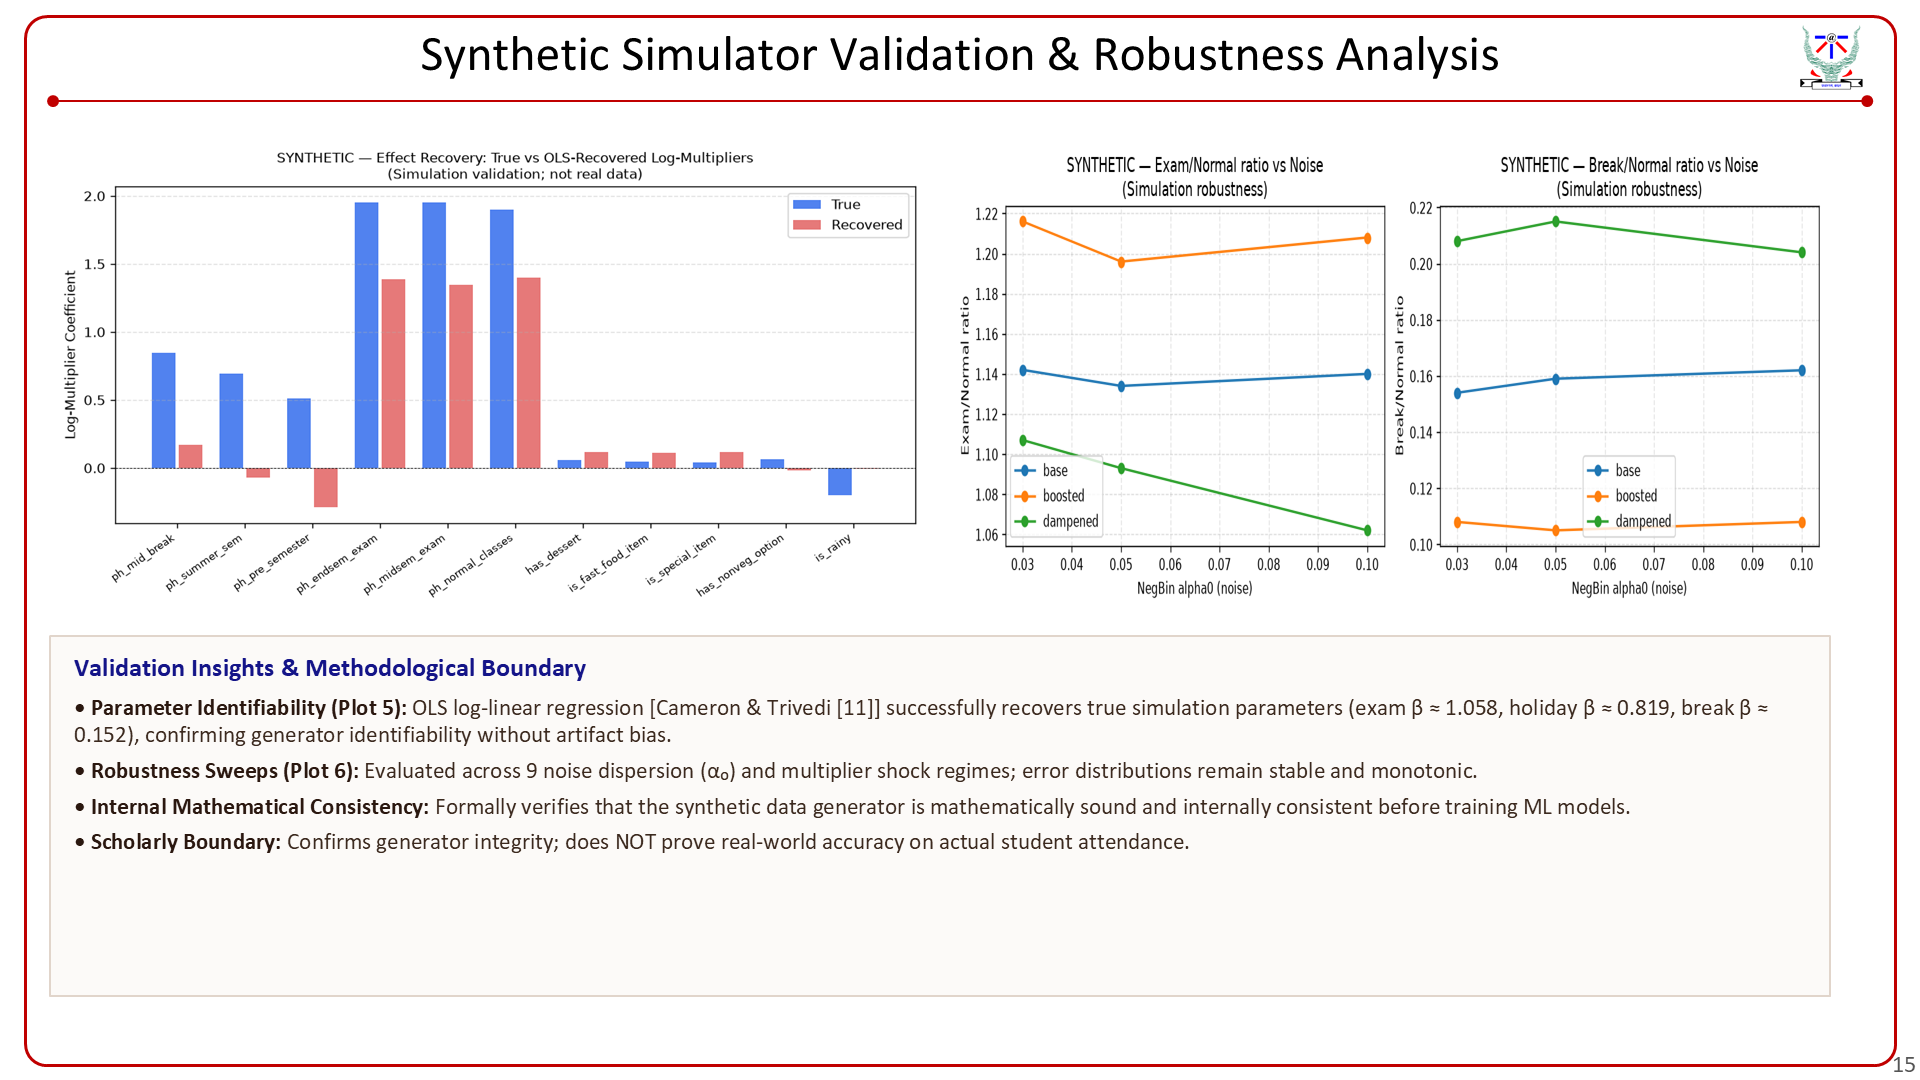 Synthetic Simulator Validation & Robustness Analysis
SYNTHETIC — Effect Recovery: True vs OLS-Recovered Log-Multipliers
(Simulation validation; not real data)
Log-Multiplier Coefficient
2.0
1.5
1.0
0.5
0.0
True
Recovered
ph_mid_break
ph_summer_sem
ph_pre_semester
ph_endsem_exam
ph_midsem_exam
ph_normal_classes
has_dessert
is_fast_food_item
is_special_item
has_nonveg_option
is_rainy
SYNTHETIC — Exam/Normal ratio vs Noise
(Simulation robustness)
Exam/Normal ratio
1.22
1.20
1.18
1.16
1.14
1.12
1.10
1.08
1.06
base
boosted
dampened
0.03 0.04 0.05 0.06 0.07 0.08 0.09 0.10
NegBin alpha0 (noise)
SYNTHETIC — Break/Normal ratio vs Noise
(Simulation robustness)
Break/Normal ratio
0.22
0.20
0.18
0.16
0.14
0.12
0.10
base
boosted
dampened
0.03 0.04 0.05 0.06 0.07 0.08 0.09 0.10
NegBin alpha0 (noise)
Validation Insights & Methodological Boundary
• Parameter Identifiability (Plot 5): OLS log-linear regression [Cameron & Trivedi [11]] successfully recovers true simulation parameters (exam β ≈ 1.058, holiday β ≈ 0.819, break β ≈
0.152), confirming generator identifiability without artifact bias.
• Robustness Sweeps (Plot 6): Evaluated across 9 noise dispersion (α₀) and multiplier shock regimes; error distributions remain stable and monotonic.
• Internal Mathematical Consistency: Formally verifies that the synthetic data generator is mathematically sound and internally consistent before training ML models.
• Scholarly Boundary: Confirms generator integrity; does NOT prove real-world accuracy on actual student attendance.
15